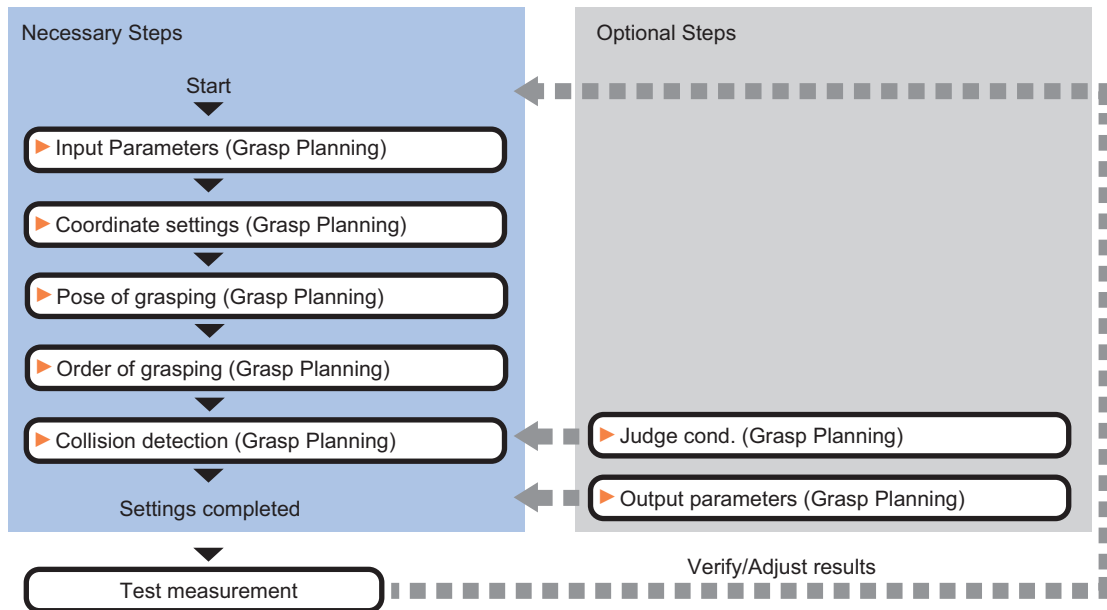 Necessary Steps
Optional Steps
Start
Input Parameters (Grasp Planning)
Coordinate settings (Grasp Planning)
Pose of grasping (Grasp Planning)
Order of grasping (Grasp Planning)
Collision detection (Grasp Planning)
Judge cond. (Grasp Planning)
Output parameters (Grasp Planning)
Settings completed
Verify/Adjust results
Test measurement